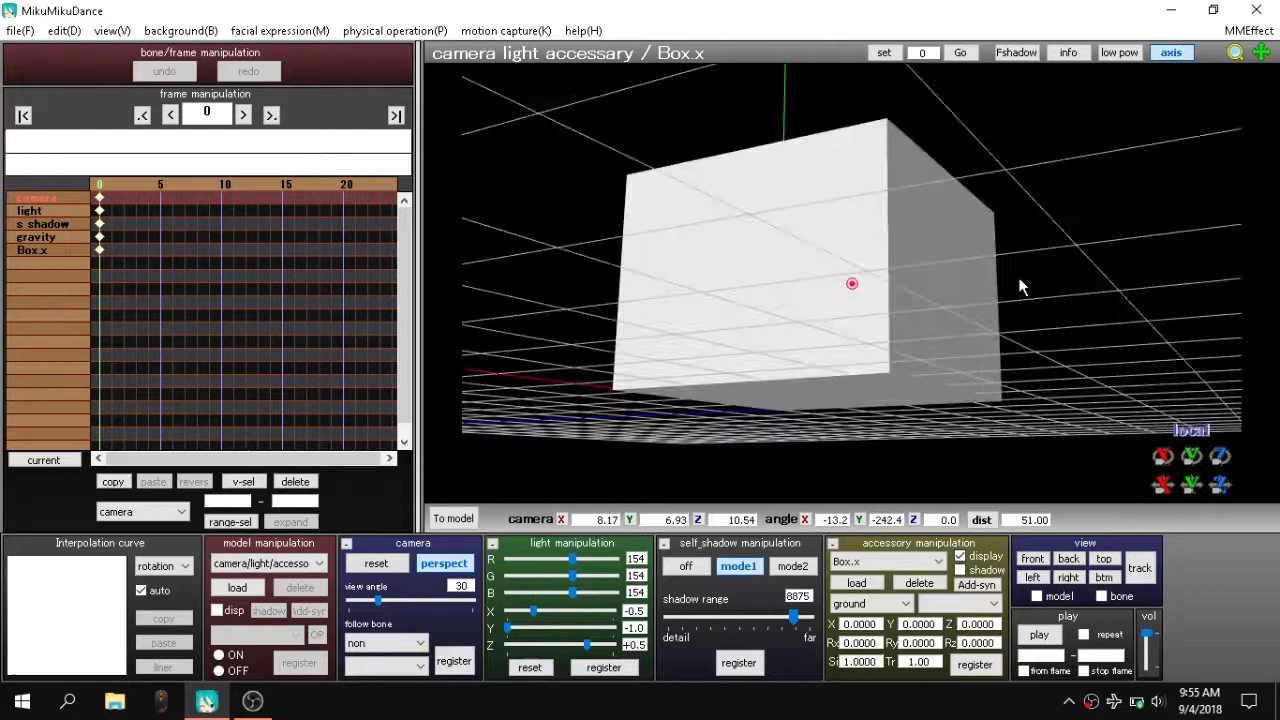 MikuMikuDance
file(F) edit(D) view(V) background(B) facial expression(M) physical operation(P) motion capture(K) help(H) MMEffect
bone/frame manipulation
undo redo
frame manipulation
.< < 0 > >.
0 5 10 15 20
camera
light
s shadow
gravity
Box.x
current
copy paste revers v-sel delete
camera -
range-sel expand
camera light accessary / Box.x
set 0 Go Fshadow info low pow axis
local
X Y Z
X Y Z
To model camera X 8.17 Y 6.93 Z 10.54 angle X -13.2 Y -242.4 Z 0.0 dist 51.00
Interpolation curve
rotation
auto
copy
paste
liner
model manipulation
camera/light/accesso
load delete
disp shadow Add-syn
OP
ON
OFF
register
camera
reset perspect
view angle 30
follow bone
non
register
light manipulation
R 154
G 154
B 154
X -0.5
Y -1.0
Z +0.5
reset register
self_shadow manipulation
off mode1 mode2
shadow range 8875
detail far
register
accessory manipulation
Box.x display
shadow
load delete Add-syn
ground
X 0.0000 Y 0.0000 Z 0.0000
Rx 0.0000 Ry 0.0000 Rz 0.0000
Si 1.0000 Tr 1.00 register
view
front back top
left right btm
track
model bone
play
play repeat
-
from flame stop flame
vol
9:55 AM
9/4/2018